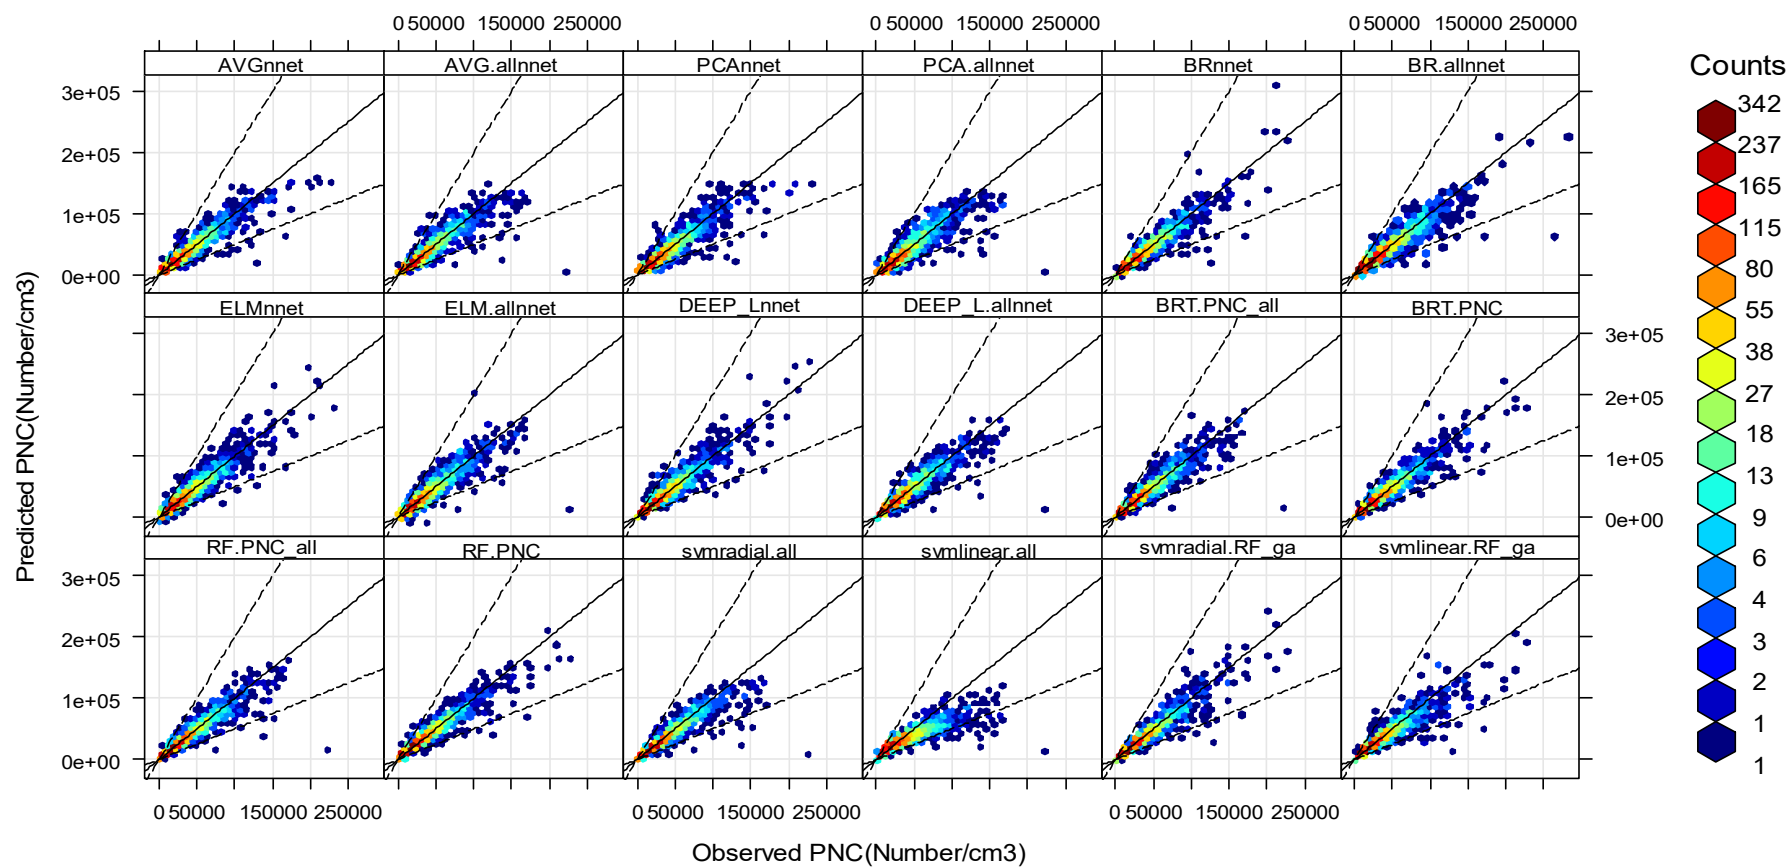 0 50000 150000 250000 0 50000 150000 250000 0 50000 150000 250000
AVGnnet AVG.allnnet PCAnnet PCA.allnnet BRnnet BR.allnnet
3e+05
2e+05
1e+05
0e+00
ELMnnet ELM.allnnet DEEP_Lnnet DEEP_L.allnnet BRT.PNC_all BRT.PNC
3e+05
2e+05
1e+05
0e+00
RF.PNC_all RF.PNC svmradial.all svmlinear.all svmradial.RF_ga svmlinear.RF_ga
3e+05
2e+05
1e+05
0e+00
0 50000 150000 250000 0 50000 150000 250000 0 50000 150000 250000
Observed PNC(Number/cm3)
Predicted PNC(Number/cm3)
Counts
342
237
165
115
80
55
38
27
18
13
9
6
4
3
2
1
1